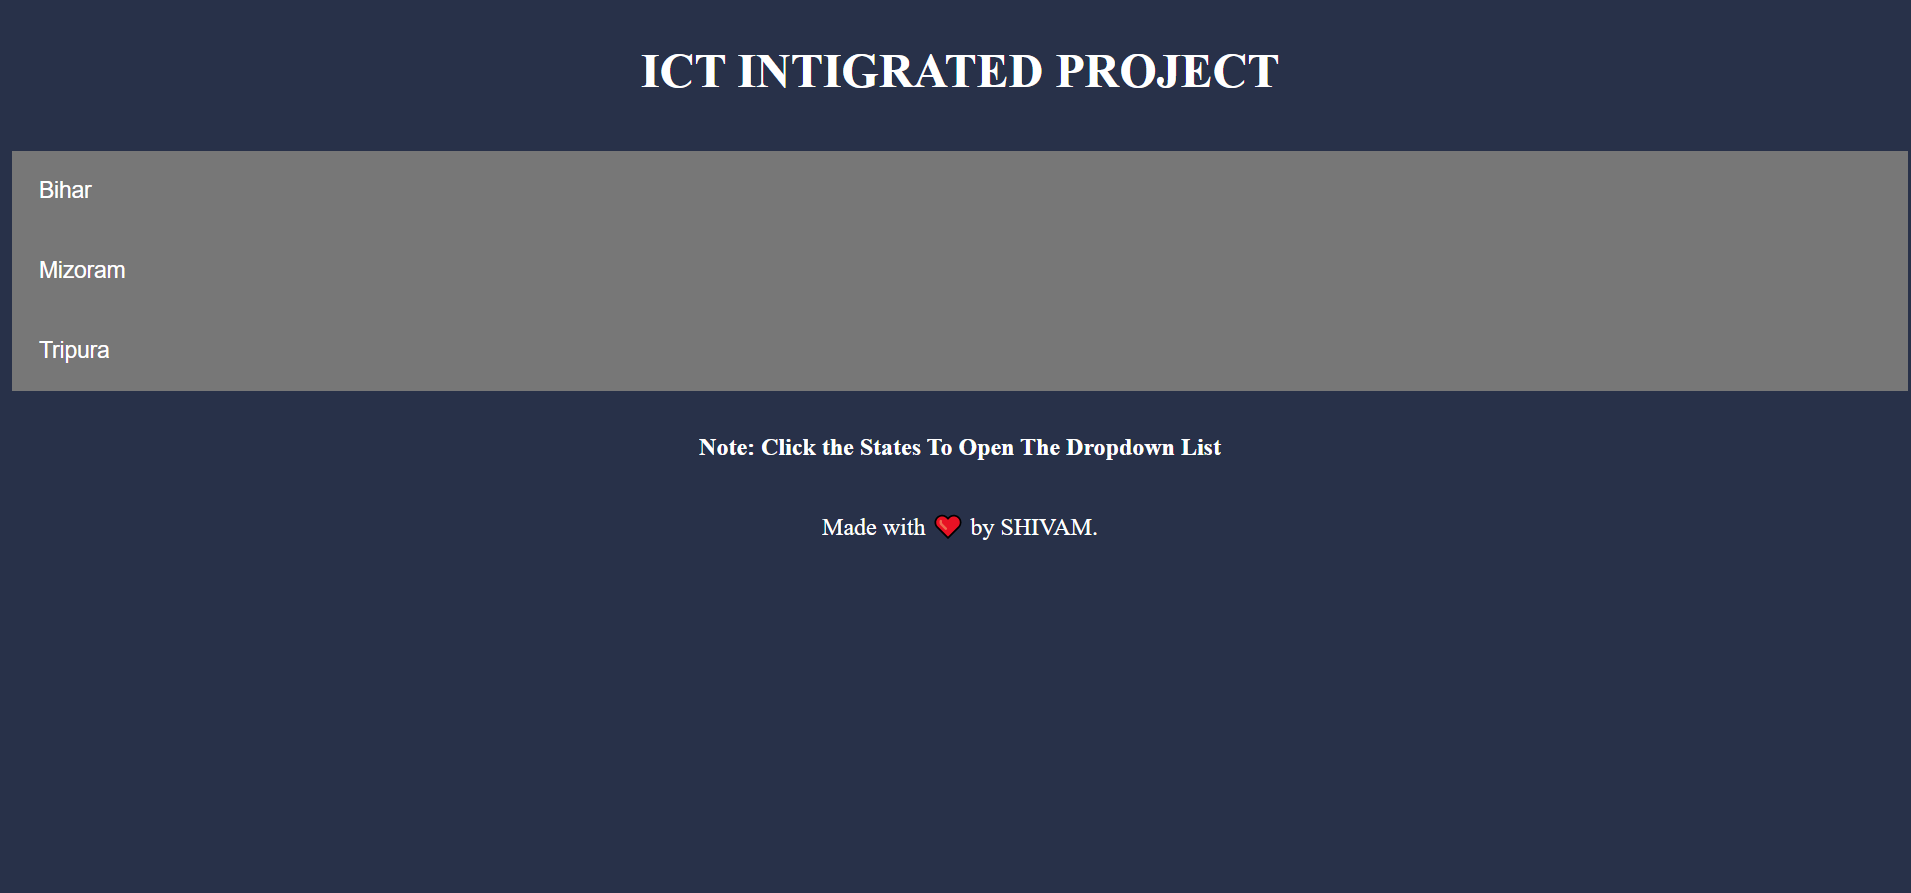 ICT INTIGRATED PROJECT
Bihar
Mizoram
Tripura
Note: Click the States To Open The Dropdown List
Made with ❤️ by SHIVAM.